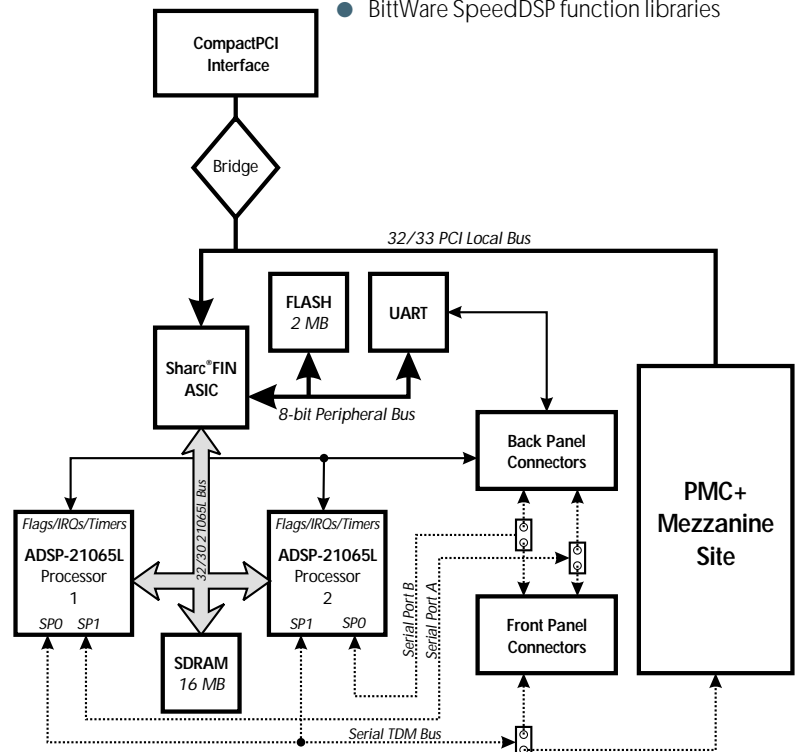 BittWare SpeedDSP function libraries
CompactPCI
Interface
Bridge
32/33 PCI Local Bus
FLASH
2 MB
UART
Sharc®FIN
ASIC
8-bit Peripheral Bus
Back Panel
Connectors
PMC+
Mezzanine
Site
32/30 21065L Bus
Flags/IRQs/Timers
ADSP-21065L
Processor
1
SP0 SP1
Flags/IRQs/Timers
ADSP-21065L
Processor
2
SP1 SP0
Serial Port B
Serial Port A
Front Panel
Connectors
SDRAM
16 MB
Serial TDM Bus